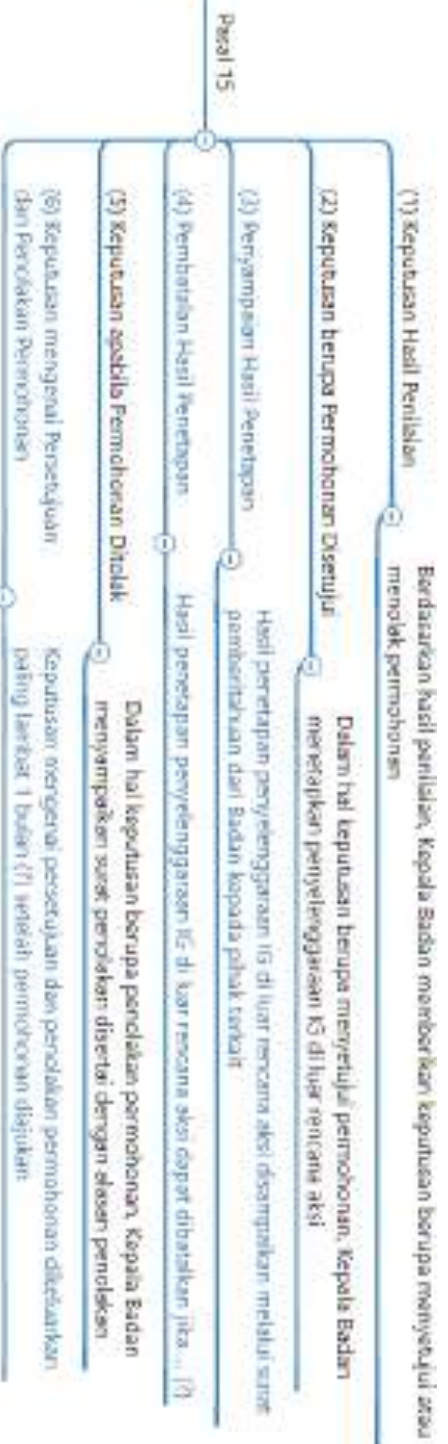 Pasal 15
(1) Keputusan Hasil Penilaian
Berdasarkan hasil penilaian, Kepala Badan memberikan keputusan berupa menyetujui atau
menolak permohonan
(2) Keputusan berupa Permohonan Disetujui
Dalam hal keputusan berupa menyetujui permohonan, Kepala Badan
menetapkan penyelenggaraan IG di luar rencana aksi
(3) Penyampaian Hasil Penetapan
Hasil penetapan penyelenggaraan IG di luar rencana aksi disampaikan melalui surat
pemberitahuan dari Badan kepada pihak terkait
(4) Pembatalan Hasil Penetapan
Hasil penetapan penyelenggaraan IG di luar rencana aksi dapat dibatalkan jika ... (?)
(5) Keputusan apabila Permohonan Ditolak
Dalam hal keputusan berupa penolakan permohonan, Kepala Badan
menyampaikan surat penolakan disertai dengan alasan penolakan
(6) Keputusan mengenai Persetujuan
dan Penolakan Permohonan
Keputusan mengenai persetujuan dan penolakan permohonan dikeluarkan
paling lambat 1 bulan (?) setelah permohonan diajukan